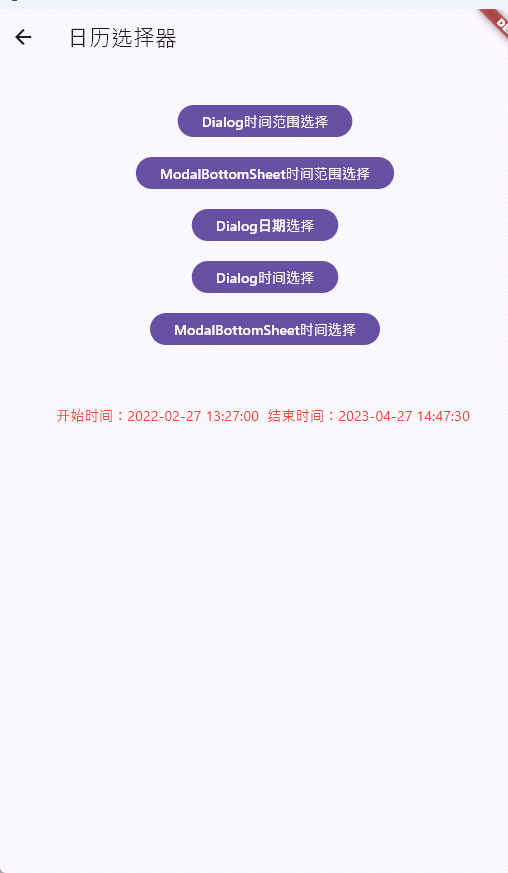 日历选择器
Dialog时间范围选择
ModalBottomSheet时间范围选择
Dialog日期选择
Dialog时间选择
ModalBottomSheet时间选择
开始时间：2022-02-27 13:27:00 结束时间：2023-04-27 14:47:30